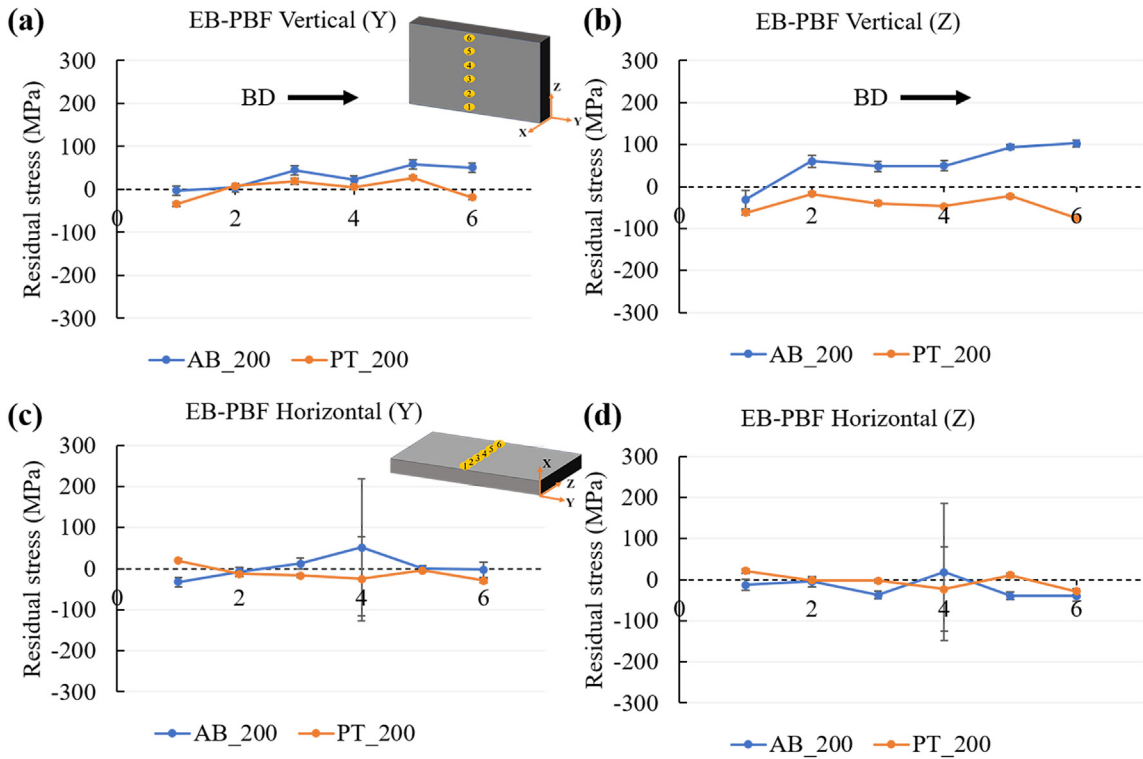 (a)
EB-PBF Vertical (Y)
300
200
100
0
-100
-200
-300
Residual stress (MPa)
BD
0
2
4
6
6
5
4
3
2
1
Z
Y
X
AB_200
PT_200
(b)
EB-PBF Vertical (Z)
300
200
100
0
-100
-200
-300
Residual stress (MPa)
BD
0
2
4
6
AB_200
PT_200
(c)
EB-PBF Horizontal (Y)
300
200
100
0
-100
-200
-300
Residual stress (MPa)
0
2
4
6
1 2 3 4 5 6
X
Z
Y
AB_200
PT_200
(d)
EB-PBF Horizontal (Z)
300
200
100
0
-100
-200
-300
Residual stress (MPa)
0
2
4
6
AB_200
PT_200